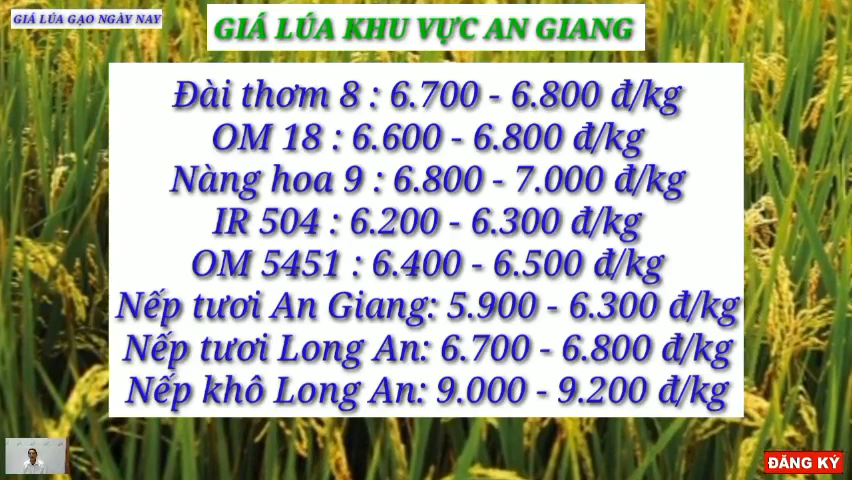 GIÁ LÚA GẠO NGÀY NAY
GIÁ LÚA KHU VỰC AN GIANG
Đài thơm 8 : 6.700 - 6.800 đ/kg
OM 18 : 6.600 - 6.800 đ/kg
Nàng hoa 9 : 6.800 - 7.000 đ/kg
IR 504 : 6.200 - 6.300 đ/kg
OM 5451 : 6.400 - 6.500 đ/kg
Nếp tươi An Giang: 5.900 - 6.300 đ/kg
Nếp tươi Long An: 6.700 - 6.800 đ/kg
Nếp khô Long An: 9.000 - 9.200 đ/kg
ĐĂNG KÝ